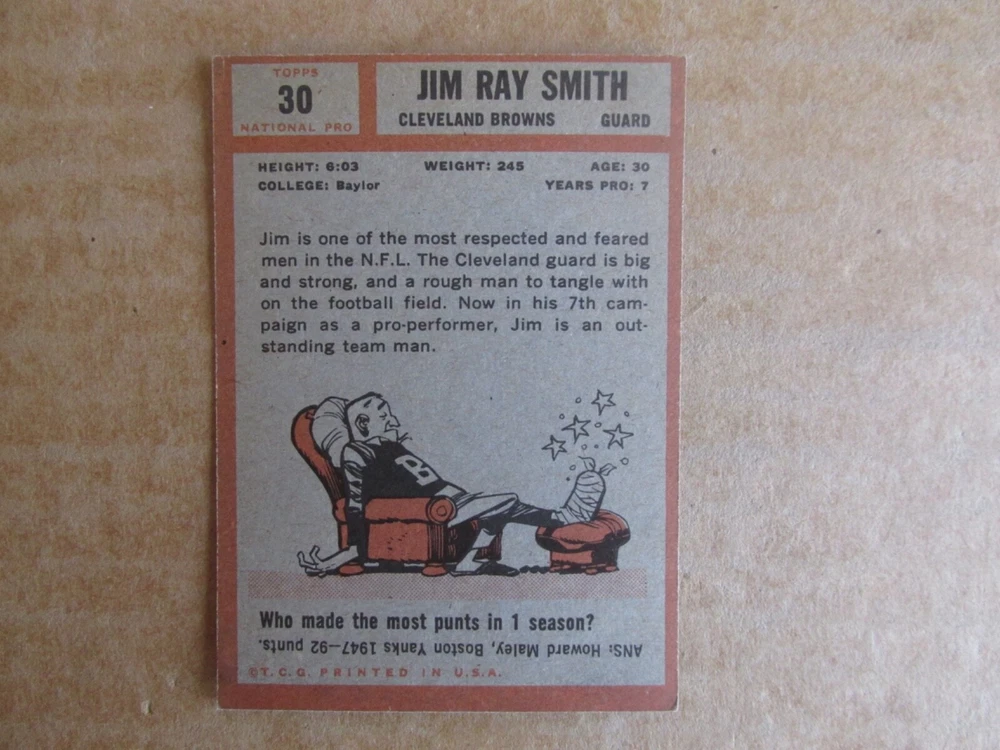 TOPPS
30
NATIONAL PRO
JIM RAY SMITH
CLEVELAND BROWNS GUARD
HEIGHT: 6:03 WEIGHT: 245 AGE: 30
COLLEGE: Baylor YEARS PRO: 7
Jim is one of the most respected and feared
men in the N.F.L. The Cleveland guard is big
and strong, and a rough man to tangle with
on the football field. Now in his 7th cam-
paign as a pro-performer, Jim is an out-
standing team man.
B
Who made the most punts in 1 season?
ANS: Howard Maley, Boston Yanks 1947—92 punts.
©T.C.G. PRINTED IN U.S.A.